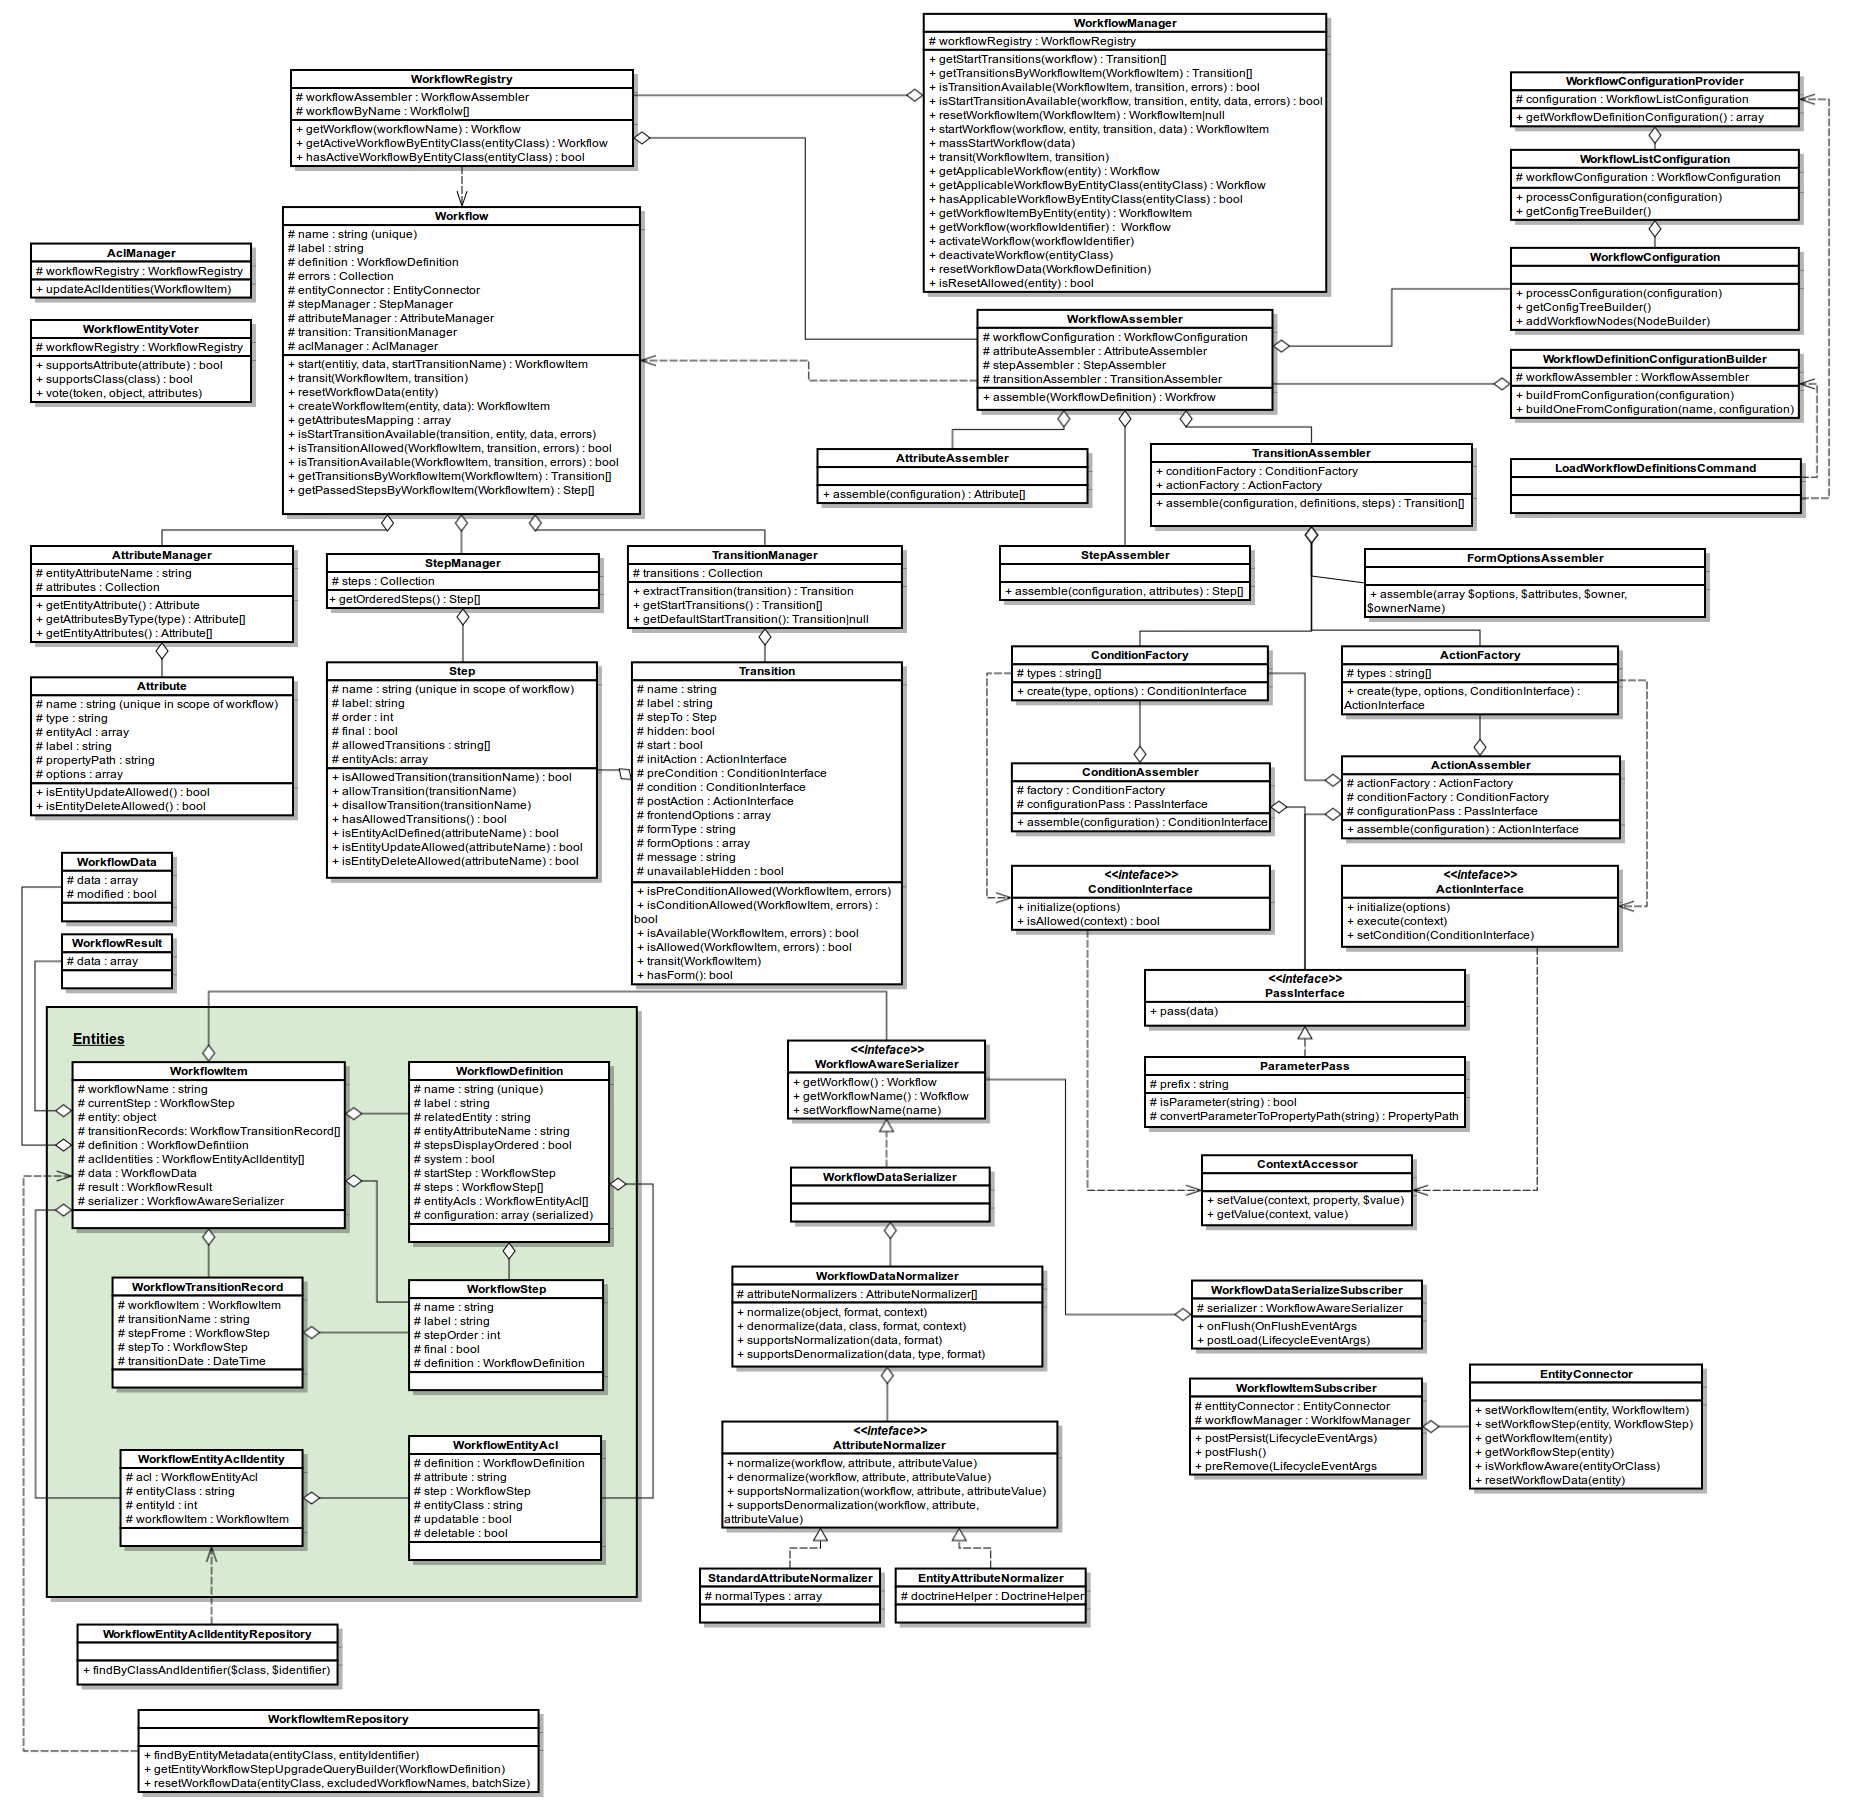 WorkflowManager
# workflowRegistry : WorkflowRegistry
+ getStartTransitions(workflow) : Transition[]
+ getTransitionsByWorkflowItem(WorkflowItem) : Transition[]
+ isTransitionAvailable(WorkflowItem, transition, errors) : bool
+ isStartTransitionAvailable(workflow, transition, entity, data, errors) : bool
+ resetWorkflowItem(WorkflowItem) : WorkflowItem|null
+ startWorkflow(workflow, entity, transition, data) : WorkflowItem
+ massStartWorkflow(data)
+ transit(WorkflowItem, transition)
+ getApplicableWorkflow(entity) : Workflow
+ getApplicableWorkflowByEntityClass(entityClass) : Workflow
+ hasApplicableWorkflowByEntityClass(entityClass) : bool
+ getWorkflowItemByEntity(entity) : WorkflowItem
+ getWorkflow(workflowIdentifier) :  Workflow
+ activateWorkflow(workflowIdentifier)
+ deactivateWorkflow(entityClass)
+ resetWorkflowData(WorkflowDefinition)
+ isResetAllowed(entity) : bool
WorkflowRegistry
# workflowAssembler : WorkflowAssembler
# workflowByName : Workfolw[]
+ getWorkflow(workflowName) : Workflow
+ getActiveWorkflowByEntityClass(entityClass) : Workflow
+ hasActiveWorkflowByEntityClass(entityClass) : bool
WorkflowConfigurationProvider
# configuration : WorkflowListConfiguration
+ getWorkflowDefinitionConfiguration() : array
WorkflowListConfiguration
# workflowConfiguration : WorkflowConfiguration
+ processConfiguration(configuration)
+ getConfigTreeBuilder()
WorkflowConfiguration
+ processConfiguration(configuration)
+ getConfigTreeBuilder()
+ addWorkflowNodes(NodeBuilder)
WorkflowDefinitionConfigurationBuilder
# workflowAssembler : WorkflowAssembler
+ buildFromConfiguration(configuration)
+ buildOneFromConfiguration(name, configuration)
LoadWorkflowDefinitionsCommand
AclManager
# workflowRegistry : WorkflowRegistry
+ updateAclIdentities(WorkflowItem)
WorkflowEntityVoter
# workflowRegistry : WorkflowRegistry
+ supportsAttribute(attribute) : bool
+ supportsClass(class) : bool
+ vote(token, object, attributes)
Workflow
# name : string (unique)
# label : string
# definition : WorkflowDefinition
# errors : Collection
# entityConnector : EntityConnector
# stepManager : StepManager
# attributeManager : AttributeManager
# transition: TransitionManager
# aclManager : AclManager
+ start(entity, data, startTransitionName) : WorkflowItem
+ transit(WorkflowItem, transition)
+ resetWorkflowData(entity)
+ createWorkflowItem(entity, data): WorkflowItem
+ getAttributesMapping : array
+ isStartTransitionAvailable(transition, entity, data, errors)
+ isTransitionAllowed(WorkflowItem, transition, errors) : bool
+ isTransitionAvailable(WorkflowItem, transition, errors) : bool
+ getTransitionsByWorkflowItem(WorkflowItem) : Transition[]
+ getPassedStepsByWorkflowItem(WorkflowItem) : Step[]
WorkflowAssembler
# workflowConfiguration : WorkflowConfiguration
# attributeAssembler : AttributeAssembler
# stepAssembler : StepAssembler
# transitionAssembler : TransitionAssembler
+ assemble(WorkflowDefinition) : Workfrow
AttributeAssembler
+ assemble(configuration) : Attribute[]
TransitionAssembler
+ conditionFactory : ConditionFactory
+ actionFactory : ActionFactory
+ assemble(configuration, definitions, steps) : Transition[]
StepAssembler
+ assemble(configuration, attributes) : Step[]
FormOptionsAssembler
+ assemble(array $options, $attributes, $owner,
$ownerName)
AttributeManager
# entityAttributeName : string
# attributes : Collection
+ getEntityAttribute() : Attribute
+ getAttributesByType(type) : Attribute[]
+ getEntityAttributes() : Attribute[]
StepManager
# steps : Collection
+ getOrderedSteps() : Step[]
TransitionManager
# transitions : Collection
+ extractTransition(transition) : Transition
+ getStartTransitions() : Transition[]
+ getDefaultStartTransition(): Transition|null
Attribute
# name : string (unique in scope of workflow)
# type : string
# entityAcl : array
# label : string
# propertyPath : string
# options : array
+ isEntityUpdateAllowed() : bool
+ isEntityDeleteAllowed() : bool
Step
# name : string (unique in scope of workflow)
# label: string
# order : int
# final : bool
# allowedTransitions : string[]
# entityAcls: array
+ isAllowedTransition(transitionName) : bool
+ allowTransition(transitionName)
+ disallowTransition(transitionName)
+ hasAllowedTransitions() : bool
+ isEntityAclDefined(attributeName) : bool
+ isEntityUpdateAllowed(attributeName) : bool
+ isEntityDeleteAllowed(attributeName) : bool
Transition
# name : string
# label : string
# stepTo : Step
# hidden: bool
# start : bool
# initAction : ActionInterface
# preCondition : ConditionInterface
# condition : ConditionInterface
# postAction : ActionInterface
# frontendOptions : array
# formType : string
# formOptions : array
# message : string
# unavailableHidden : bool
+ isPreConditionAllowed(WorkflowItem, errors)
+ isConditionAllowed(WorkflowItem, errors) :
bool
+ isAvailable(WorkflowItem, errors) : bool
+ isAllowed(WorkflowItem, errors) : bool
+ transit(WorkflowItem)
+ hasForm(): bool
ConditionFactory
# types : string[]
+ create(type, options) : ConditionInterface
ActionFactory
# types : string[]
+ create(type, options, ConditionInterface) :
ActionInterface
ConditionAssembler
# factory : ConditionFactory
# configurationPass : PassInterface
+ assemble(configuration) : ConditionInterface
ActionAssembler
# actionFactory : ActionFactory
# conditionFactory : ConditionFactory
# configurationPass : PassInterface
+ assemble(configuration) : ActionInterface
<<inteface>>
ConditionInterface
+ initialize(options)
+ isAllowed(context) : bool
<<inteface>>
ActionInterface
+ initialize(options)
+ execute(context)
+ setCondition(ConditionInterface)
<<inteface>>
PassInterface
+ pass(data)
ParameterPass
# prefix : string
# isParameter(string) : bool
# convertParameterToPropertyPath(string) : PropertyPath
ContextAccessor
+ setValue(context, property, $value)
+ getValue(context, value)
WorkflowData
# data : array
# modified : bool
WorkflowResult
# data : array
Entities
WorkflowItem
# workflowName : string
# currentStep : WorkflowStep
# entity: object
# transitionRecords: WorkflowTransitionRecord[]
# definition : WorkflowDefintiion
# aclIdentities : WorkflowEntityAclIdentity[]
# data : WorkflowData
# result : WorkflowResult
# serializer : WorkflowAwareSerializer
WorkflowDefinition
# name : string (unique)
# label : string
# relatedEntity : string
# entityAttributeName : string
# stepsDisplayOrdered : bool
# system : bool
# startStep : WorkflowStep
# steps : WorkflowStep[]
# entityAcls : WorkflowEntityAcl[]
# configuration: array (serialized)
WorkflowTransitionRecord
# workflowItem : WorkflowItem
# transitionName : string
# stepFrome : WorkflowStep
# stepTo : WorkflowStep
# transitionDate : DateTime
WorkflowStep
# name : string
# label : string
# stepOrder : int
# final : bool
# definition : WorkflowDefinition
WorkflowEntityAclIdentity
# acl : WorkflowEntityAcl
# entityClass : string
# entityId : int
# workflowItem : WorkflowItem
WorkflowEntityAcl
# definition : WorkflowDefinition
# attribute : string
# step : WorkflowStep
# entityClass : string
# updatable : bool
# deletable : bool
<<inteface>>
WorkflowAwareSerializer
+ getWorkflow() : Workflow
+ getWorkflowName() : Wofkflow
+ setWorkflowName(name)
WorkflowDataSerializer
WorkflowDataNormalizer
# attributeNormalizers : AttributeNormalizer[]
+ normalize(object, format, context)
+ denormalize(data, class, format, context)
+ supportsNormalization(data, format)
+ supportsDenormalization(data, type, format)
<<inteface>>
AttributeNormalizer
+ normalize(workflow, attribute, attributeValue)
+ denormalize(workflow, attribute, attributeValue)
+ supportsNormalization(workflow, attribute, attributeValue)
+ supportsDenormalization(workflow, attribute,
attributeValue)
StandardAttributeNormalizer
# normalTypes : array
EntityAttributeNormalizer
# doctrineHelper : DoctrineHelper
WorkflowDataSerializeSubscriber
# serializer : WorkflowAwareSerializer
+ onFlush(OnFlushEventArgs
+ postLoad(LifecycleEventArgs)
WorkflowItemSubscriber
# enttityConnector : EntityConnector
# workflowManager : WorklfowManager
+ postPersist(LifecycleEventArgs)
+ postFlush()
+ preRemove(LifecycleEventArgs
EntityConnector
+ setWorkflowItem(entity, WorkflowItem)
+ setWorkflowStep(entity, WorkflowStep)
+ getWorkflowItem(entity)
+ getWorkflowStep(entity)
+ isWorkflowAware(entityOrClass)
+ resetWorkflowData(entity)
WorkflowEntityAclIdentityRepository
+ findByClassAndIdentifier($class, $identifier)
WorkflowItemRepository
+ findByEntityMetadata(entityClass, entityIdentifier)
+ getEntityWorkflowStepUpgradeQueryBuilder(WorkflowDefinition)
+ resetWorkflowData(entityClass, excludedWorkflowNames, batchSize)